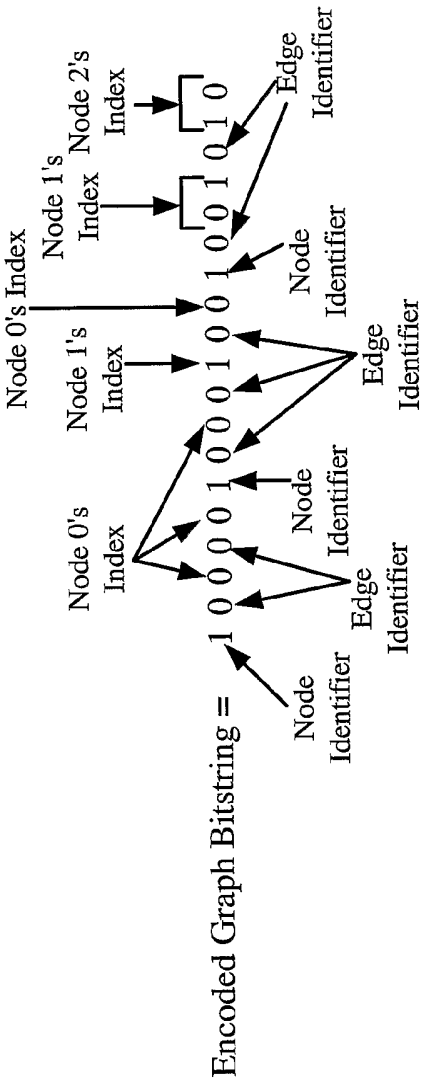 Node 0's Index
Node 0's
Index
Node 1's
Index
Node 1's
Index
Node 2's
Index
Encoded Graph Bitstring = 1 0 0 0 0 1 0 0 0 1 0 0 1 0 0 1 0 1 0
Node
Identifier
Edge
Identifier
Node
Identifier
Edge
Identifier
Node
Identifier
Edge
Identifier